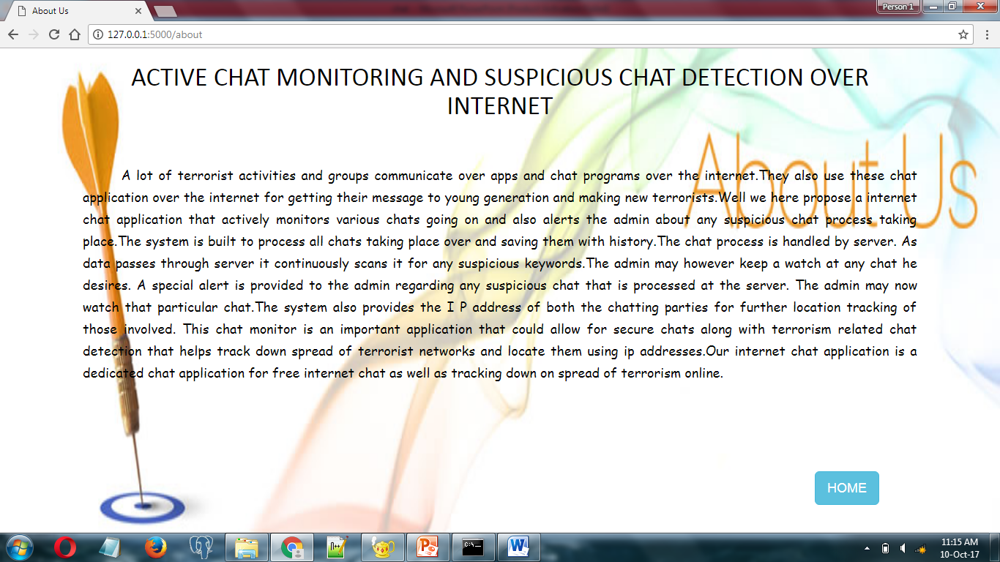 About Us
Person 1
127.0.0.1:5000/about
ACTIVE CHAT MONITORING AND SUSPICIOUS CHAT DETECTION OVER
INTERNET
About Us
A lot of terrorist activities and groups communicate over apps and chat programs over the internet.They also use these chat
application over the internet for getting their message to young generation and making new terrorists.Well we here propose a internet
chat application that actively monitors various chats going on and also alerts the admin about any suspicious chat process taking
place.The system is built to process all chats taking place over and saving them with history.The chat process is handled by server. As
data passes through server it continuously scans it for any suspicious keywords.The admin may however keep a watch at any chat he
desires. A special alert is provided to the admin regarding any suspicious chat that is processed at the server. The admin may now
watch that particular chat.The system also provides the I P address of both the chatting parties for further location tracking of
those involved. This chat monitor is an important application that could allow for secure chats along with terrorism related chat
detection that helps track down spread of terrorist networks and locate them using ip addresses.Our internet chat application is a
dedicated chat application for free internet chat as well as tracking down on spread of terrorism online.
HOME
11:15 AM
10-Oct-17